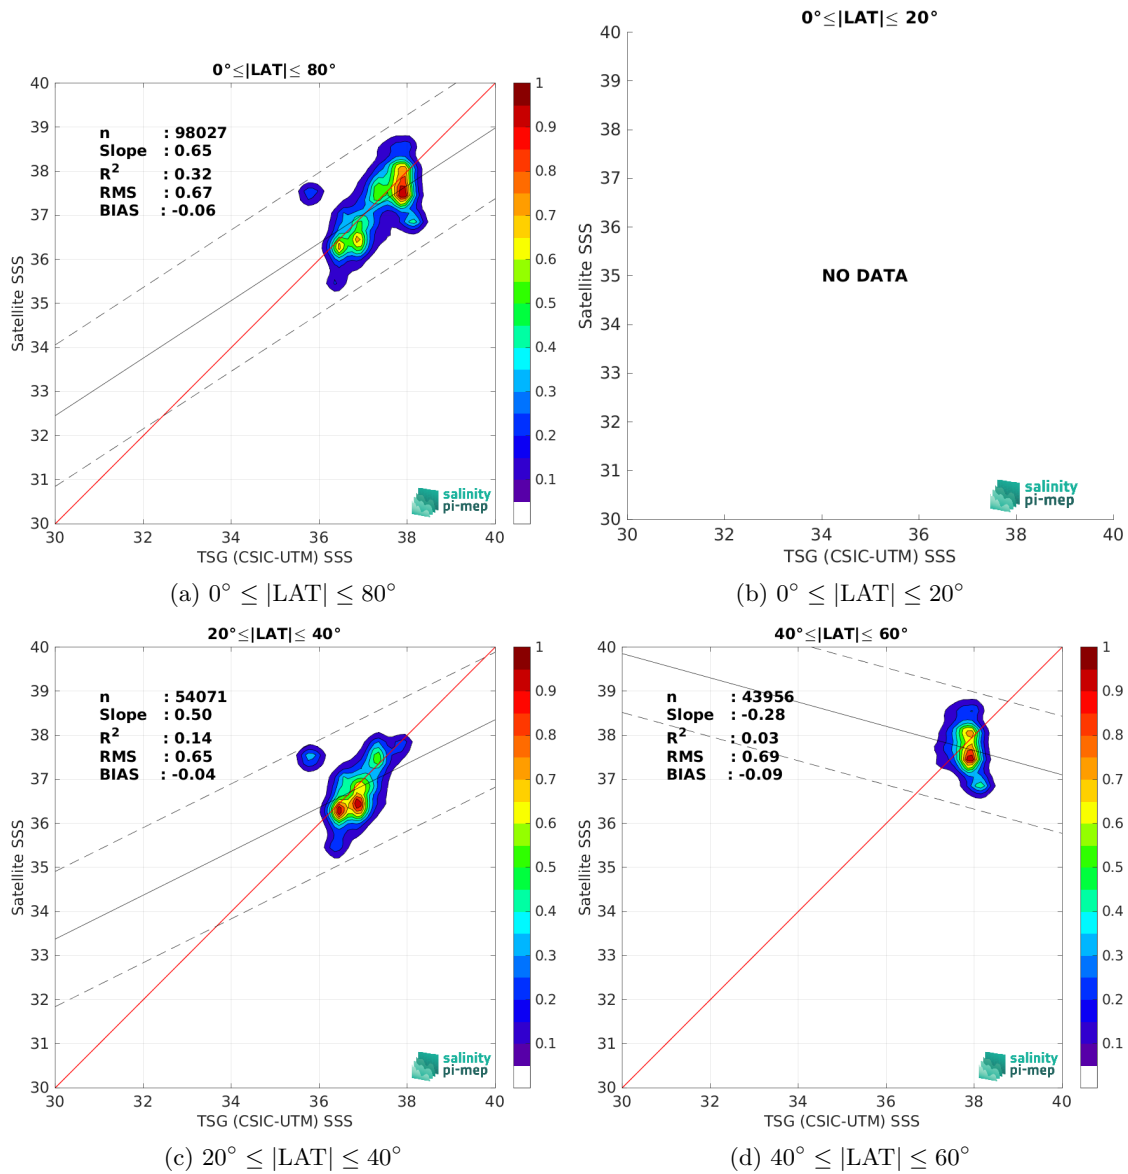 0°≤|LAT|≤ 80°
n : 98027
Slope : 0.65
R² : 0.32
RMS : 0.67
BIAS : -0.06
40
39
38
37
36
35
34
33
32
31
30
30 32 34 36 38 40
Satellite SSS
TSG (CSIC-UTM) SSS
1
0.9
0.8
0.7
0.6
0.5
0.4
0.3
0.2
0.1
salinity
pi-mep
(a) 0° ≤ |LAT| ≤ 80°
0°≤|LAT|≤ 20°
40
39
38
37
36
35
34
33
32
31
30
30 32 34 36 38 40
Satellite SSS
NO DATA
TSG (CSIC-UTM) SSS
salinity
pi-mep
(b) 0° ≤ |LAT| ≤ 20°
20°≤|LAT|≤ 40°
n : 54071
Slope : 0.50
R² : 0.14
RMS : 0.65
BIAS : -0.04
40
39
38
37
36
35
34
33
32
31
30
30 32 34 36 38 40
Satellite SSS
TSG (CSIC-UTM) SSS
1
0.9
0.8
0.7
0.6
0.5
0.4
0.3
0.2
0.1
salinity
pi-mep
(c) 20° ≤ |LAT| ≤ 40°
40°≤|LAT|≤ 60°
n : 43956
Slope : -0.28
R² : 0.03
RMS : 0.69
BIAS : -0.09
40
39
38
37
36
35
34
33
32
31
30
30 32 34 36 38 40
Satellite SSS
TSG (CSIC-UTM) SSS
1
0.9
0.8
0.7
0.6
0.5
0.4
0.3
0.2
0.1
salinity
pi-mep
(d) 40° ≤ |LAT| ≤ 60°